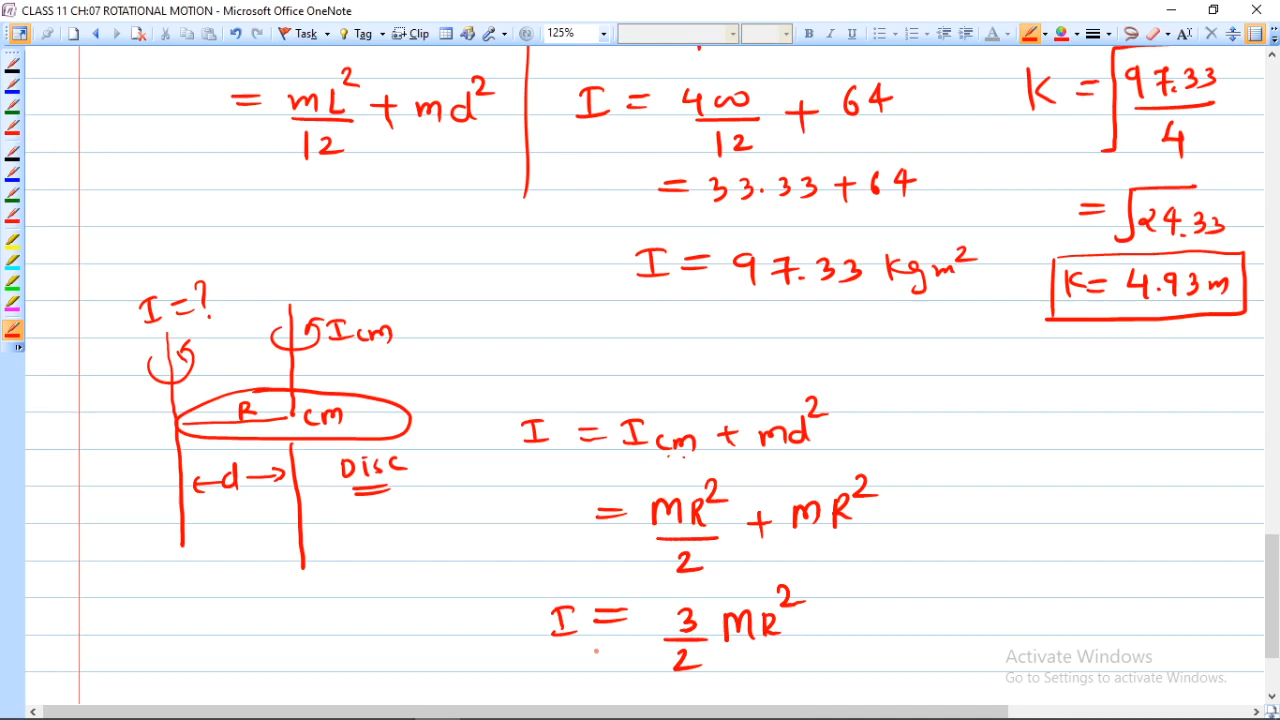 CLASS 11 CH:07 ROTATIONAL MOTION - Microsoft Office OneNote
Task Tag Clip 125% B I U A
= mL²/12 + md²
I = 400/12 + 64
= 33.33 + 64
I = 97.33 kgm²
K = √(97.33/4)
= √24.33
K = 4.93 m
I = ?
Icm
R cm
←d→ DISC
I = Icm + md²
= MR²/2 + MR²
I = 3/2 MR²
Activate Windows
Go to Settings to activate Windows.